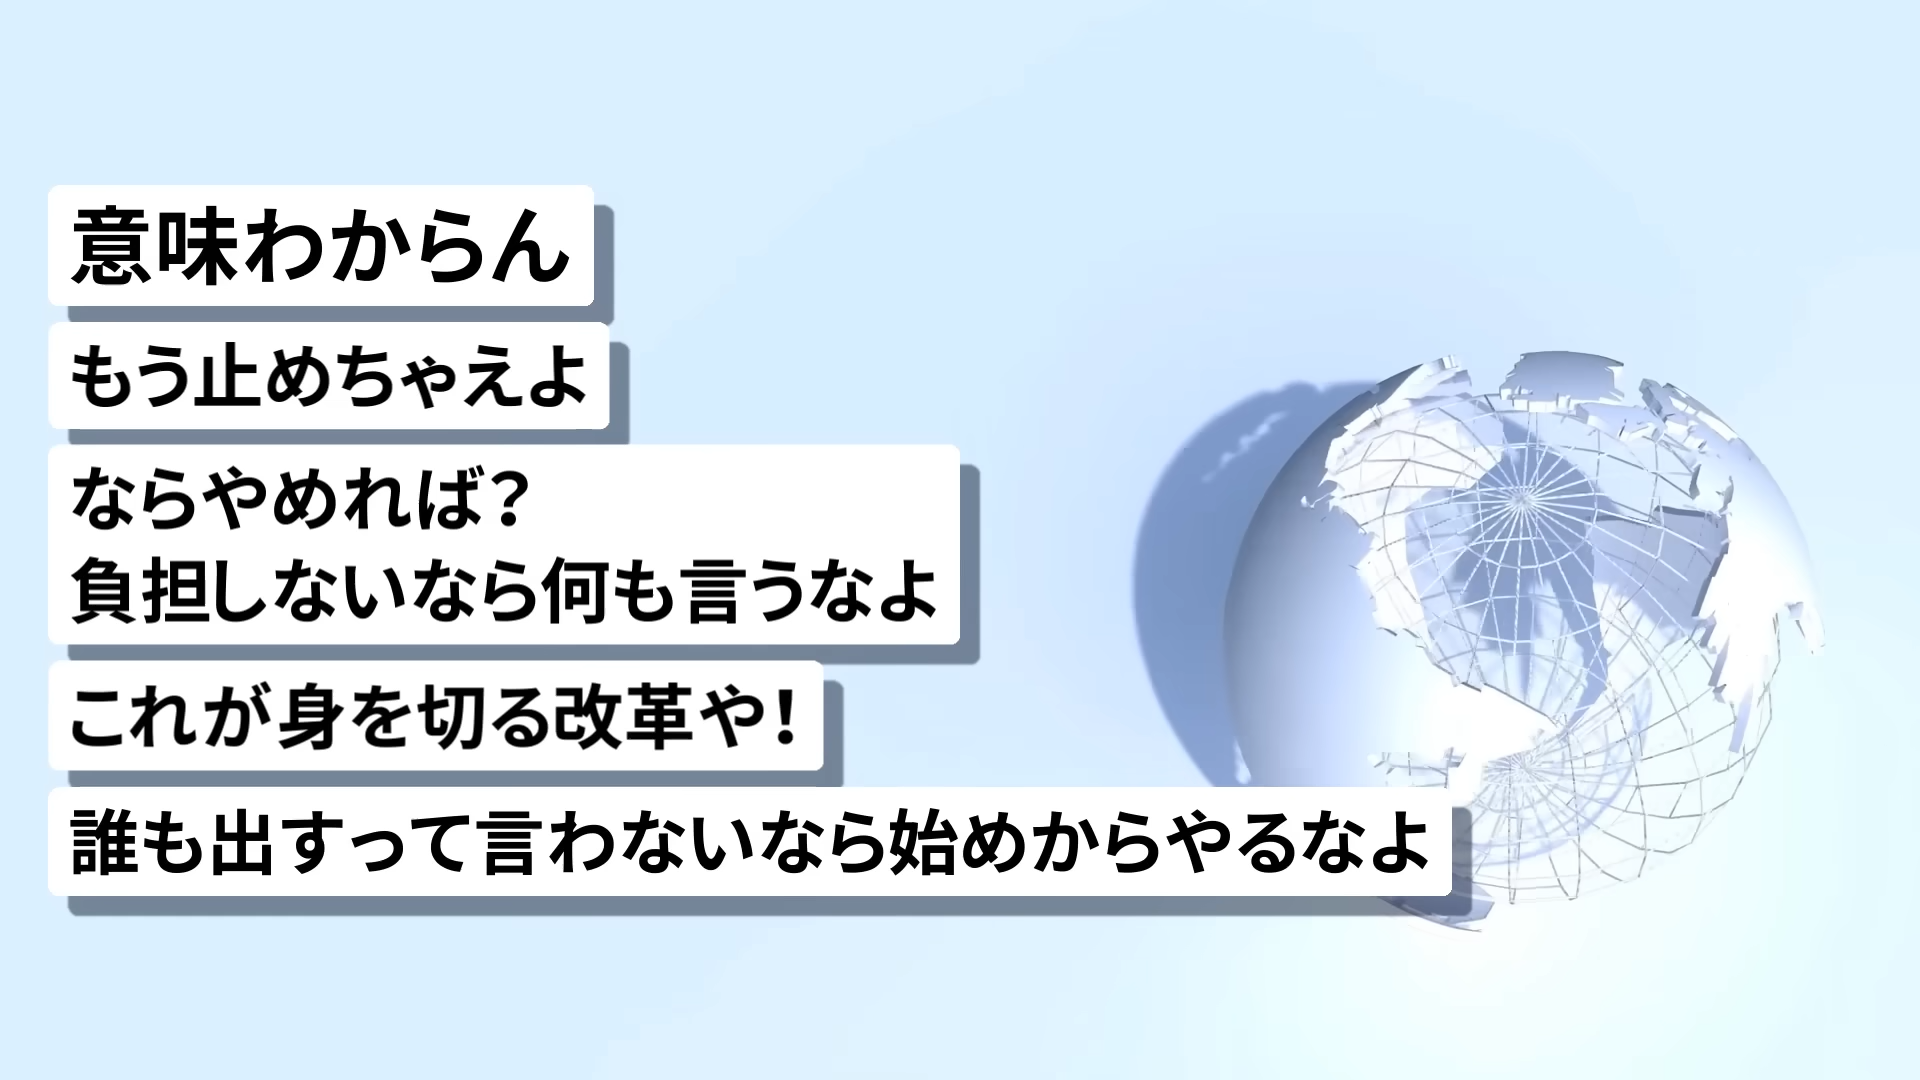 意味わからん
もう止めちゃえよ
ならやめれば？
負担しないなら何も言うなよ
これが身を切る改革や！
誰も出すって言わないなら始めからやるなよ